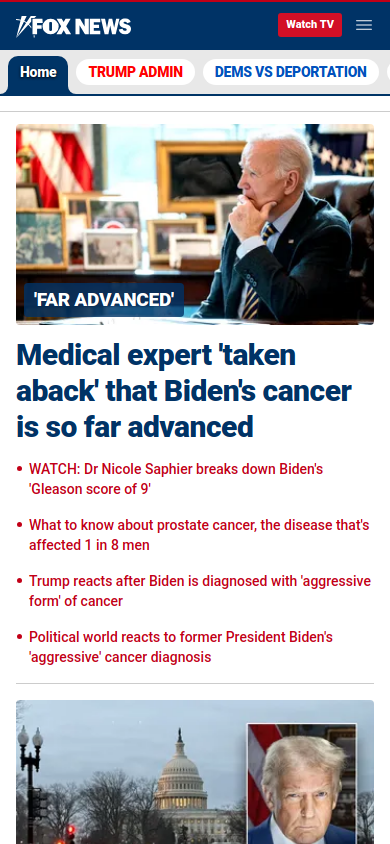 FOX NEWS
Watch TV
Home
TRUMP ADMIN
DEMS VS DEPORTATION
'FAR ADVANCED'
Medical expert 'taken
aback' that Biden's cancer
is so far advanced
WATCH: Dr Nicole Saphier breaks down Biden's
'Gleason score of 9'
What to know about prostate cancer, the disease that's
affected 1 in 8 men
Trump reacts after Biden is diagnosed with 'aggressive
form' of cancer
Political world reacts to former President Biden's
'aggressive' cancer diagnosis